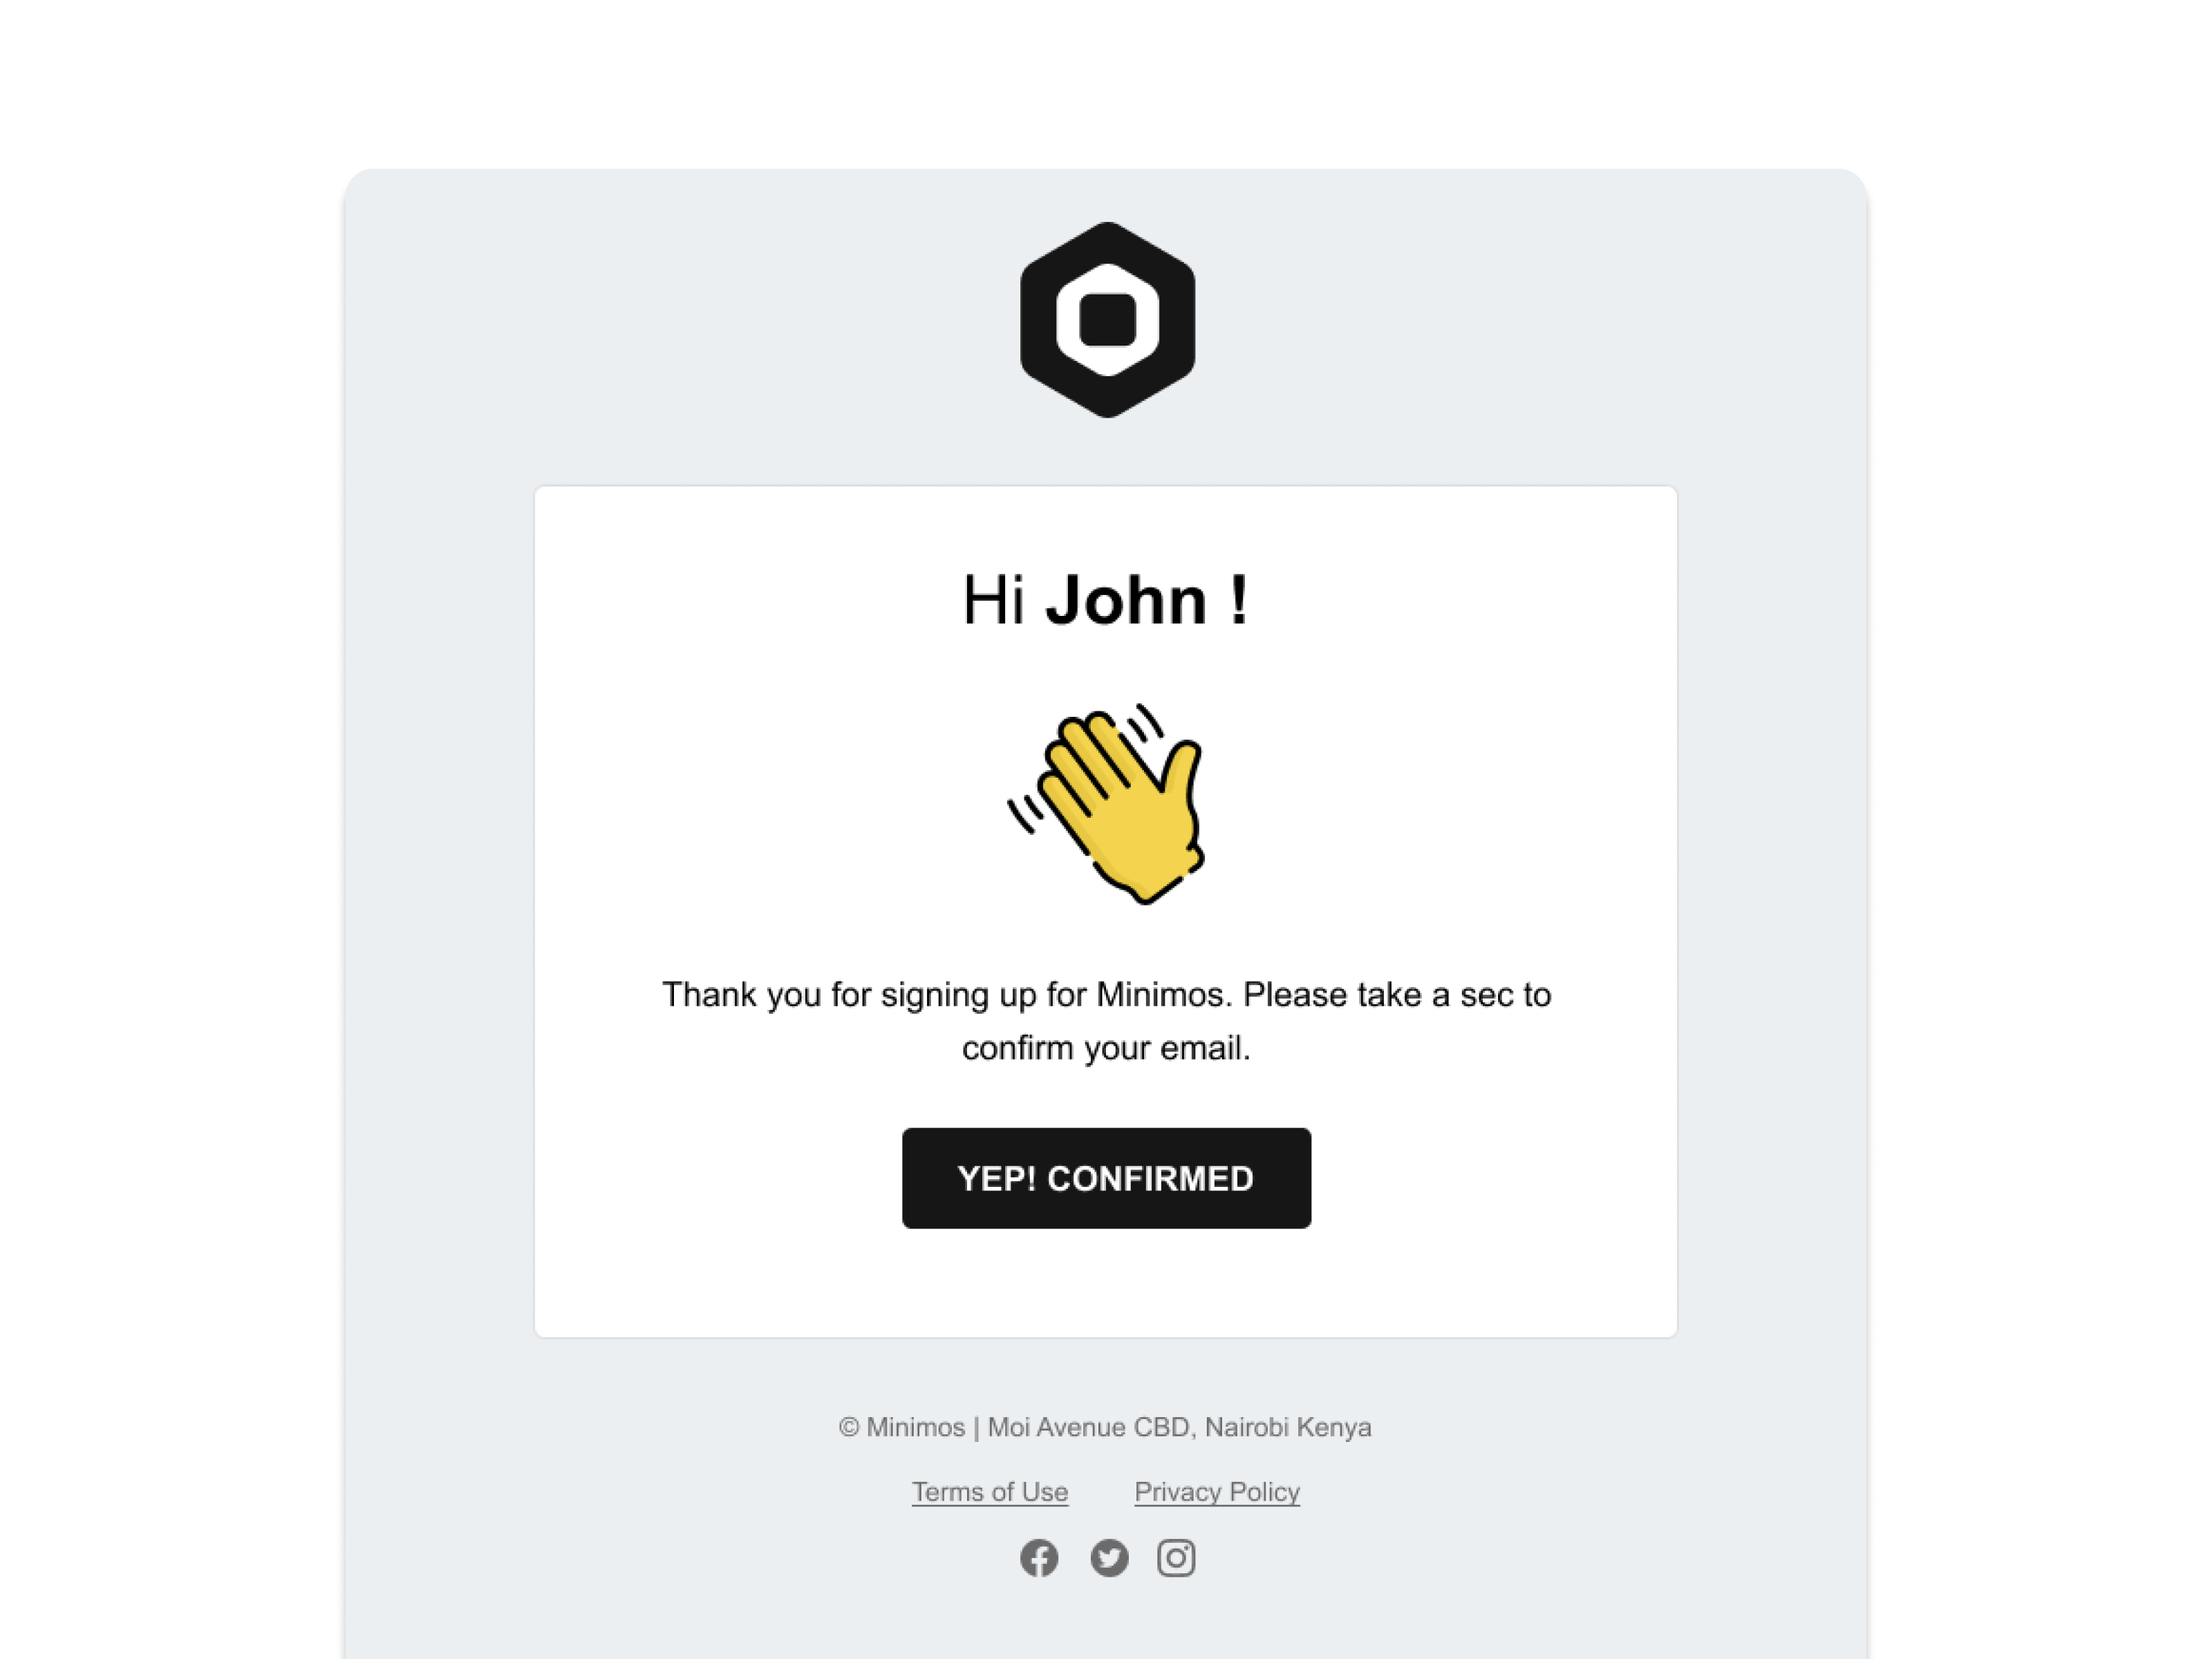 Hi John !
Thank you for signing up for Minimos. Please take a sec to
confirm your email.
YEP! CONFIRMED
© Minimos | Moi Avenue CBD, Nairobi Kenya
Terms of Use Privacy Policy